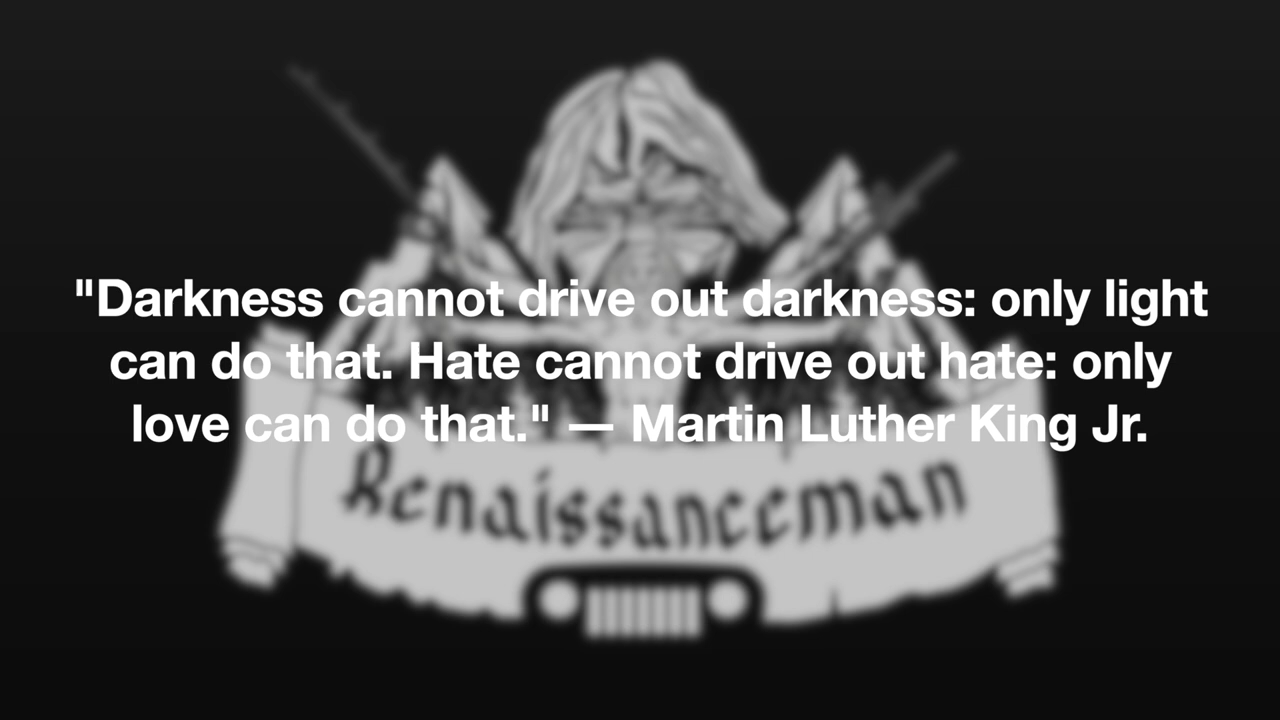 "Darkness cannot drive out darkness: only light
can do that. Hate cannot drive out hate: only
love can do that." — Martin Luther King Jr.
Renaissanceman